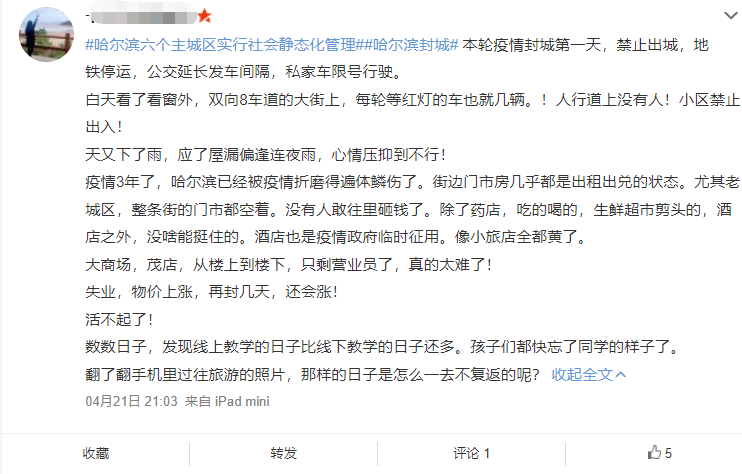 #哈尔滨六个主城区实行社会静态化管理##哈尔滨封城# 本轮疫情封城第一天，禁止出城，地
铁停运，公交延长发车间隔，私家车限号行驶。
白天看了看窗外，双向8车道的大街上，每轮等红灯的车也就几辆。！人行道上没有人！小区禁止
出入！
天又下了雨，应了屋漏偏逢连夜雨，心情压抑到不行！
疫情3年了，哈尔滨已经被疫情折磨得遍体鳞伤了。街边门市房几乎都是出租出兑的状态。尤其老
城区，整条街的门市都空着。没有人敢往里砸钱了。除了药店，吃的喝的，生鲜超市剪头的，酒
店之外，没啥能挺住的。酒店也是疫情政府临时征用。像小旅店全都黄了。
大商场，茂店，从楼上到楼下，只剩营业员了，真的太难了！
失业，物价上涨，再封几天，还会涨！
活不起了！
数数日子，发现线上教学的日子比线下教学的日子还多。孩子们都快忘了同学的样子了。
翻了翻手机里过往旅游的照片，那样的日子是怎么一去不复返的呢？ 收起全文
04月21日 21:03 来自 iPad mini
收藏 转发 评论 1 5